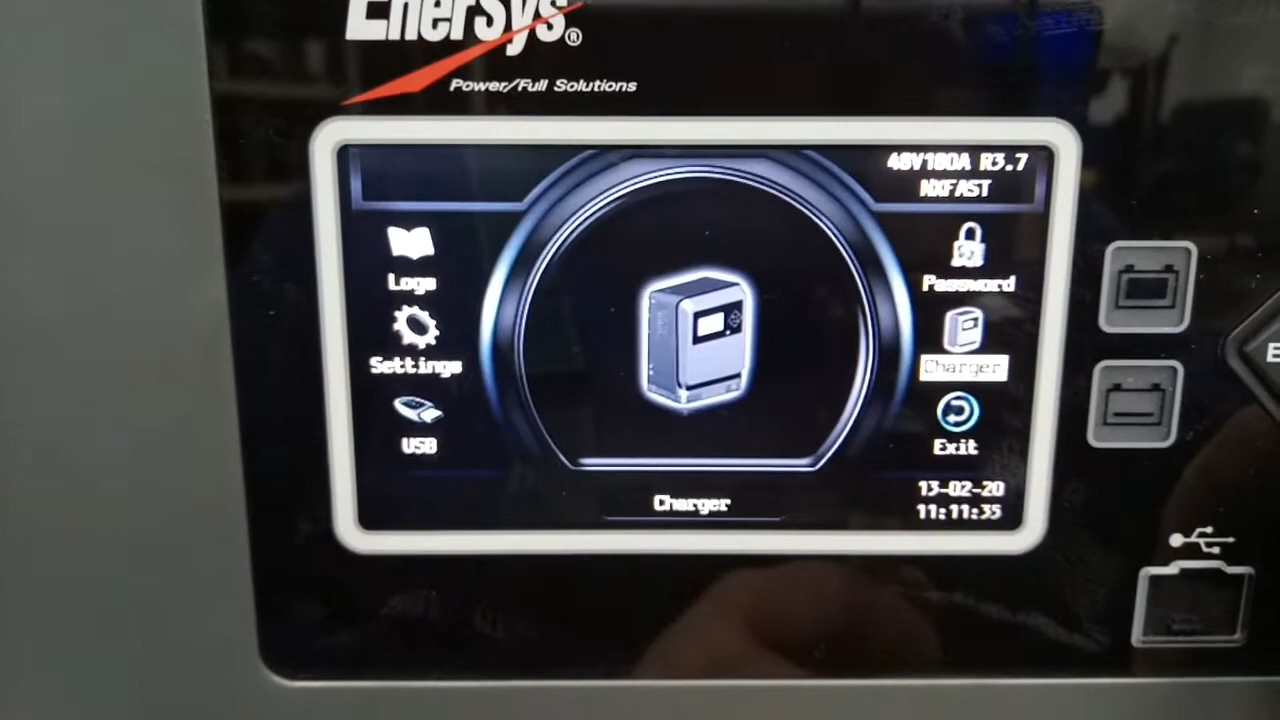 EnerSys®
Power/Full Solutions
48V180A R3.7
NXFAST
Logs
Password
Settings
Charger
USB
Exit
Charger
13-02-20
11:11:35
E